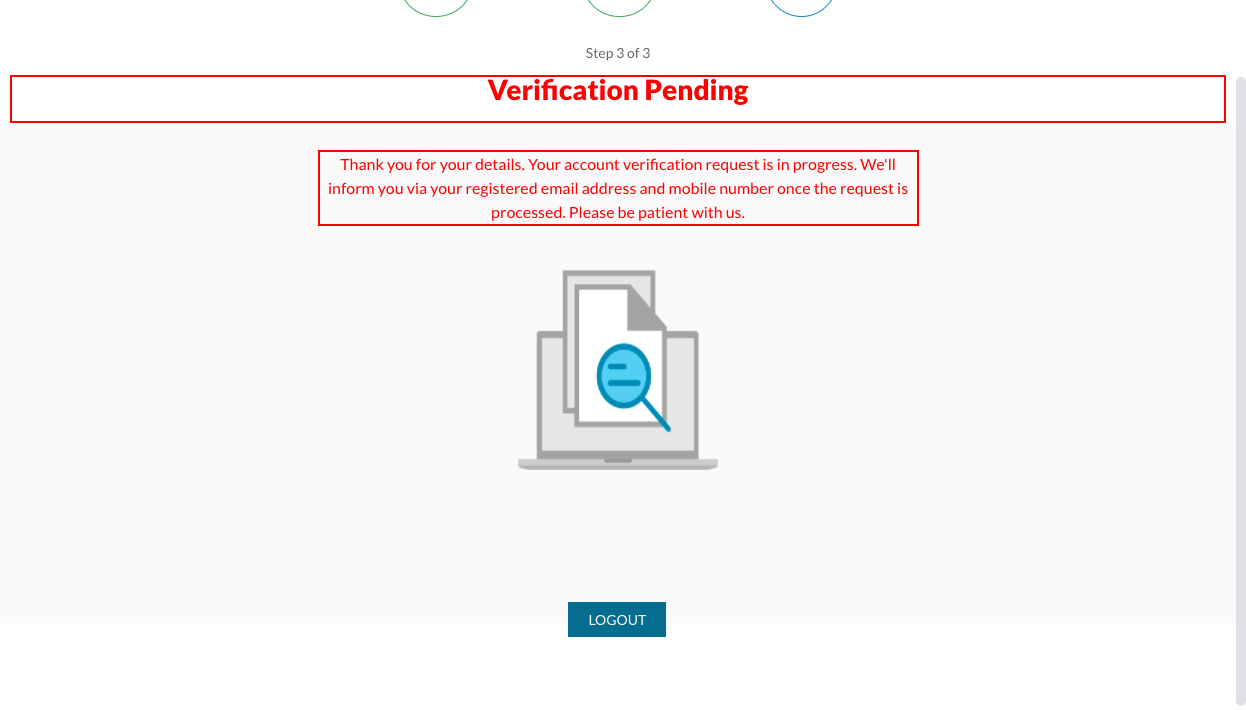 Step 3 of 3
Verification Pending
Thank you for your details. Your account verification request is in progress. We'll
inform you via your registered email address and mobile number once the request is
processed. Please be patient with us.
LOGOUT